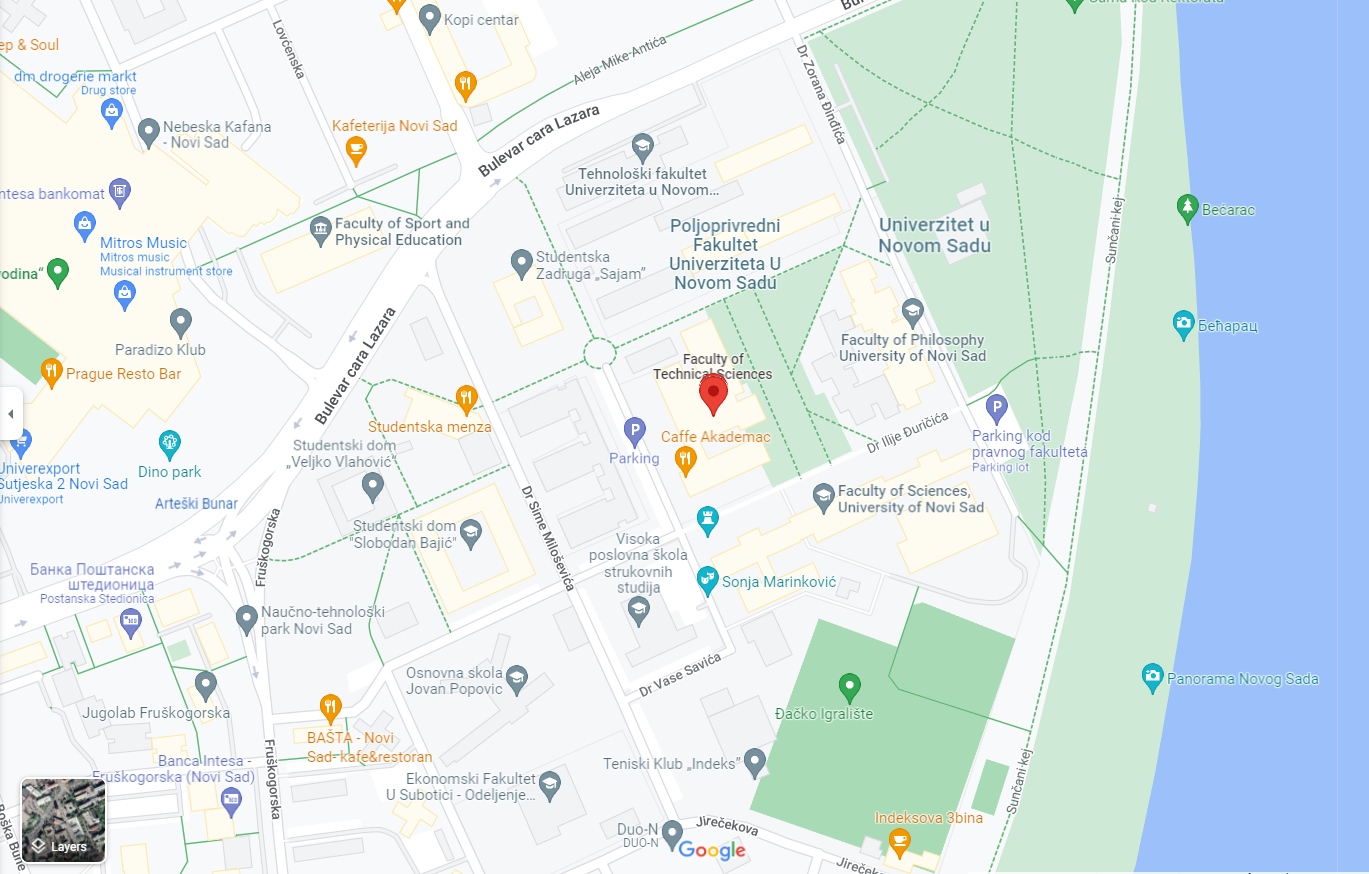 Kopi centar
ep & Soul
Lovćenska
Aleja Mike Antića
Dr Zorana Đinđića
dm drogerie markt
Drug store
Nebeska Kafana
- Novi Sad
Kafeterija Novi Sad
Bulevar cara Lazara
Tehnološki fakultet
Univerziteta u Novom...
ntesa bankomat
Faculty of Sport and
Physical Education
Mitros Music
Mitros music
Musical instrument store
Poljoprivredni
Fakultet
Univerziteta U
Novom Sadu
Univerzitet u
Novom Sadu
Sunčani kej
Bećarac
vodina“
Studentska
Zadruga „Sajam”
Paradizo Klub
Bulevar cara Lazara
Faculty of Philosophy
University of Novi Sad
Бећарац
Prague Resto Bar
Faculty of
Technical Sciences
Studentska menza
Parking
Caffe Akademac
Dr Ilije Đuričića
P
Parking kod
pravnog fakulteta
Parking lot
Studentski dom
„Veljko Vlahović”
Dino park
Univerexport
Sutjeska 2 Novi Sad
Univerexport
Arteški Bunar
Faculty of Sciences,
University of Novi Sad
Studentski dom
"Slobodan Bajić"
Dr Sime Miloševića
Fruškogorska
Visoka
poslovna škola
strukovnih
studija
Sonja Marinković
Банка Поштанска
штедионица
Postanska Stedionica
Naučno-tehnološki
park Novi Sad
Osnovna skola
Jovan Popovic
Dr Vase Savića
Panorama Novog Sada
Jugolab Fruškogorska
Đačko Igralište
BAŠTA - Novi
Sad- kafe&restoran
Banca Intesa -
Fruškogorska (Novi Sad)
Fruškogorska
Teniski Klub „Indeks”
Ekonomski Fakultet
U Subotici - Odeljenje...
Sunčani kej
Indeksova 3bina
Duo-N
DUO-N
Jirečekova
Google
Layers